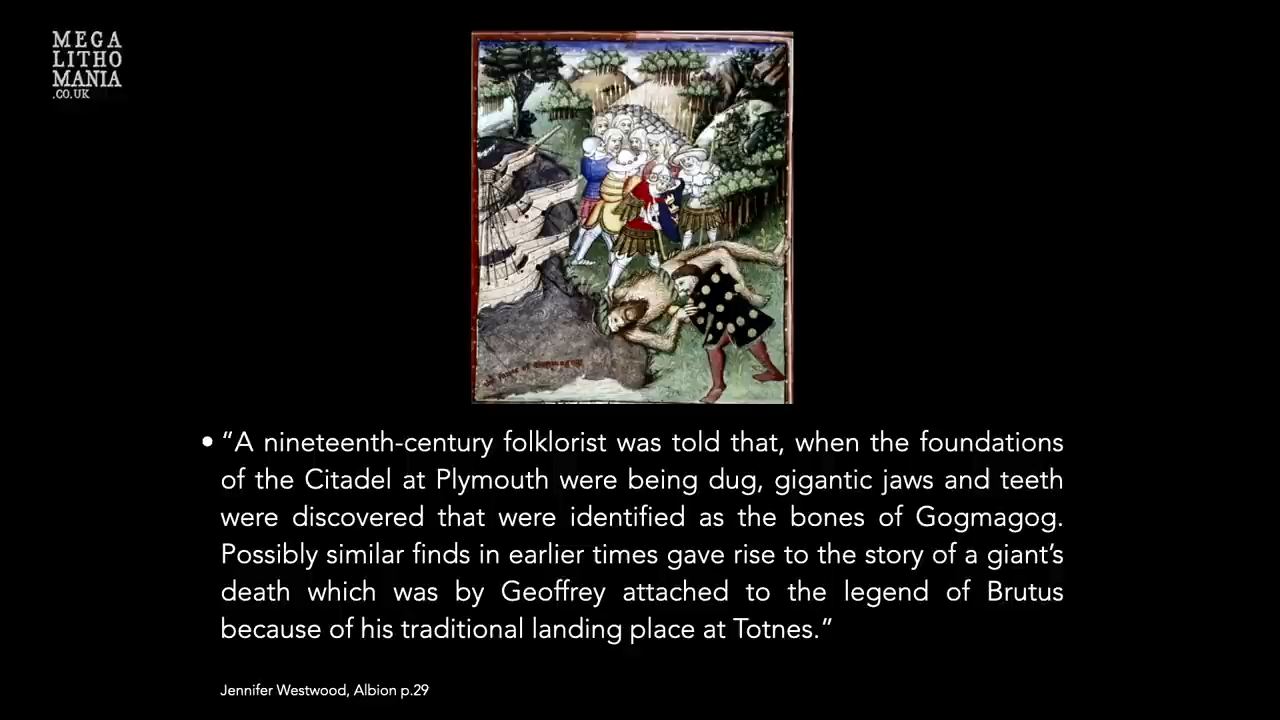 MEGA
LITHO
MANIA
.CO.UK
• “A nineteenth-century folklorist was told that, when the foundations
of the Citadel at Plymouth were being dug, gigantic jaws and teeth
were discovered that were identified as the bones of Gogmagog.
Possibly similar finds in earlier times gave rise to the story of a giant’s
death which was by Geoffrey attached to the legend of Brutus
because of his traditional landing place at Totnes.”
Jennifer Westwood, Albion p.29